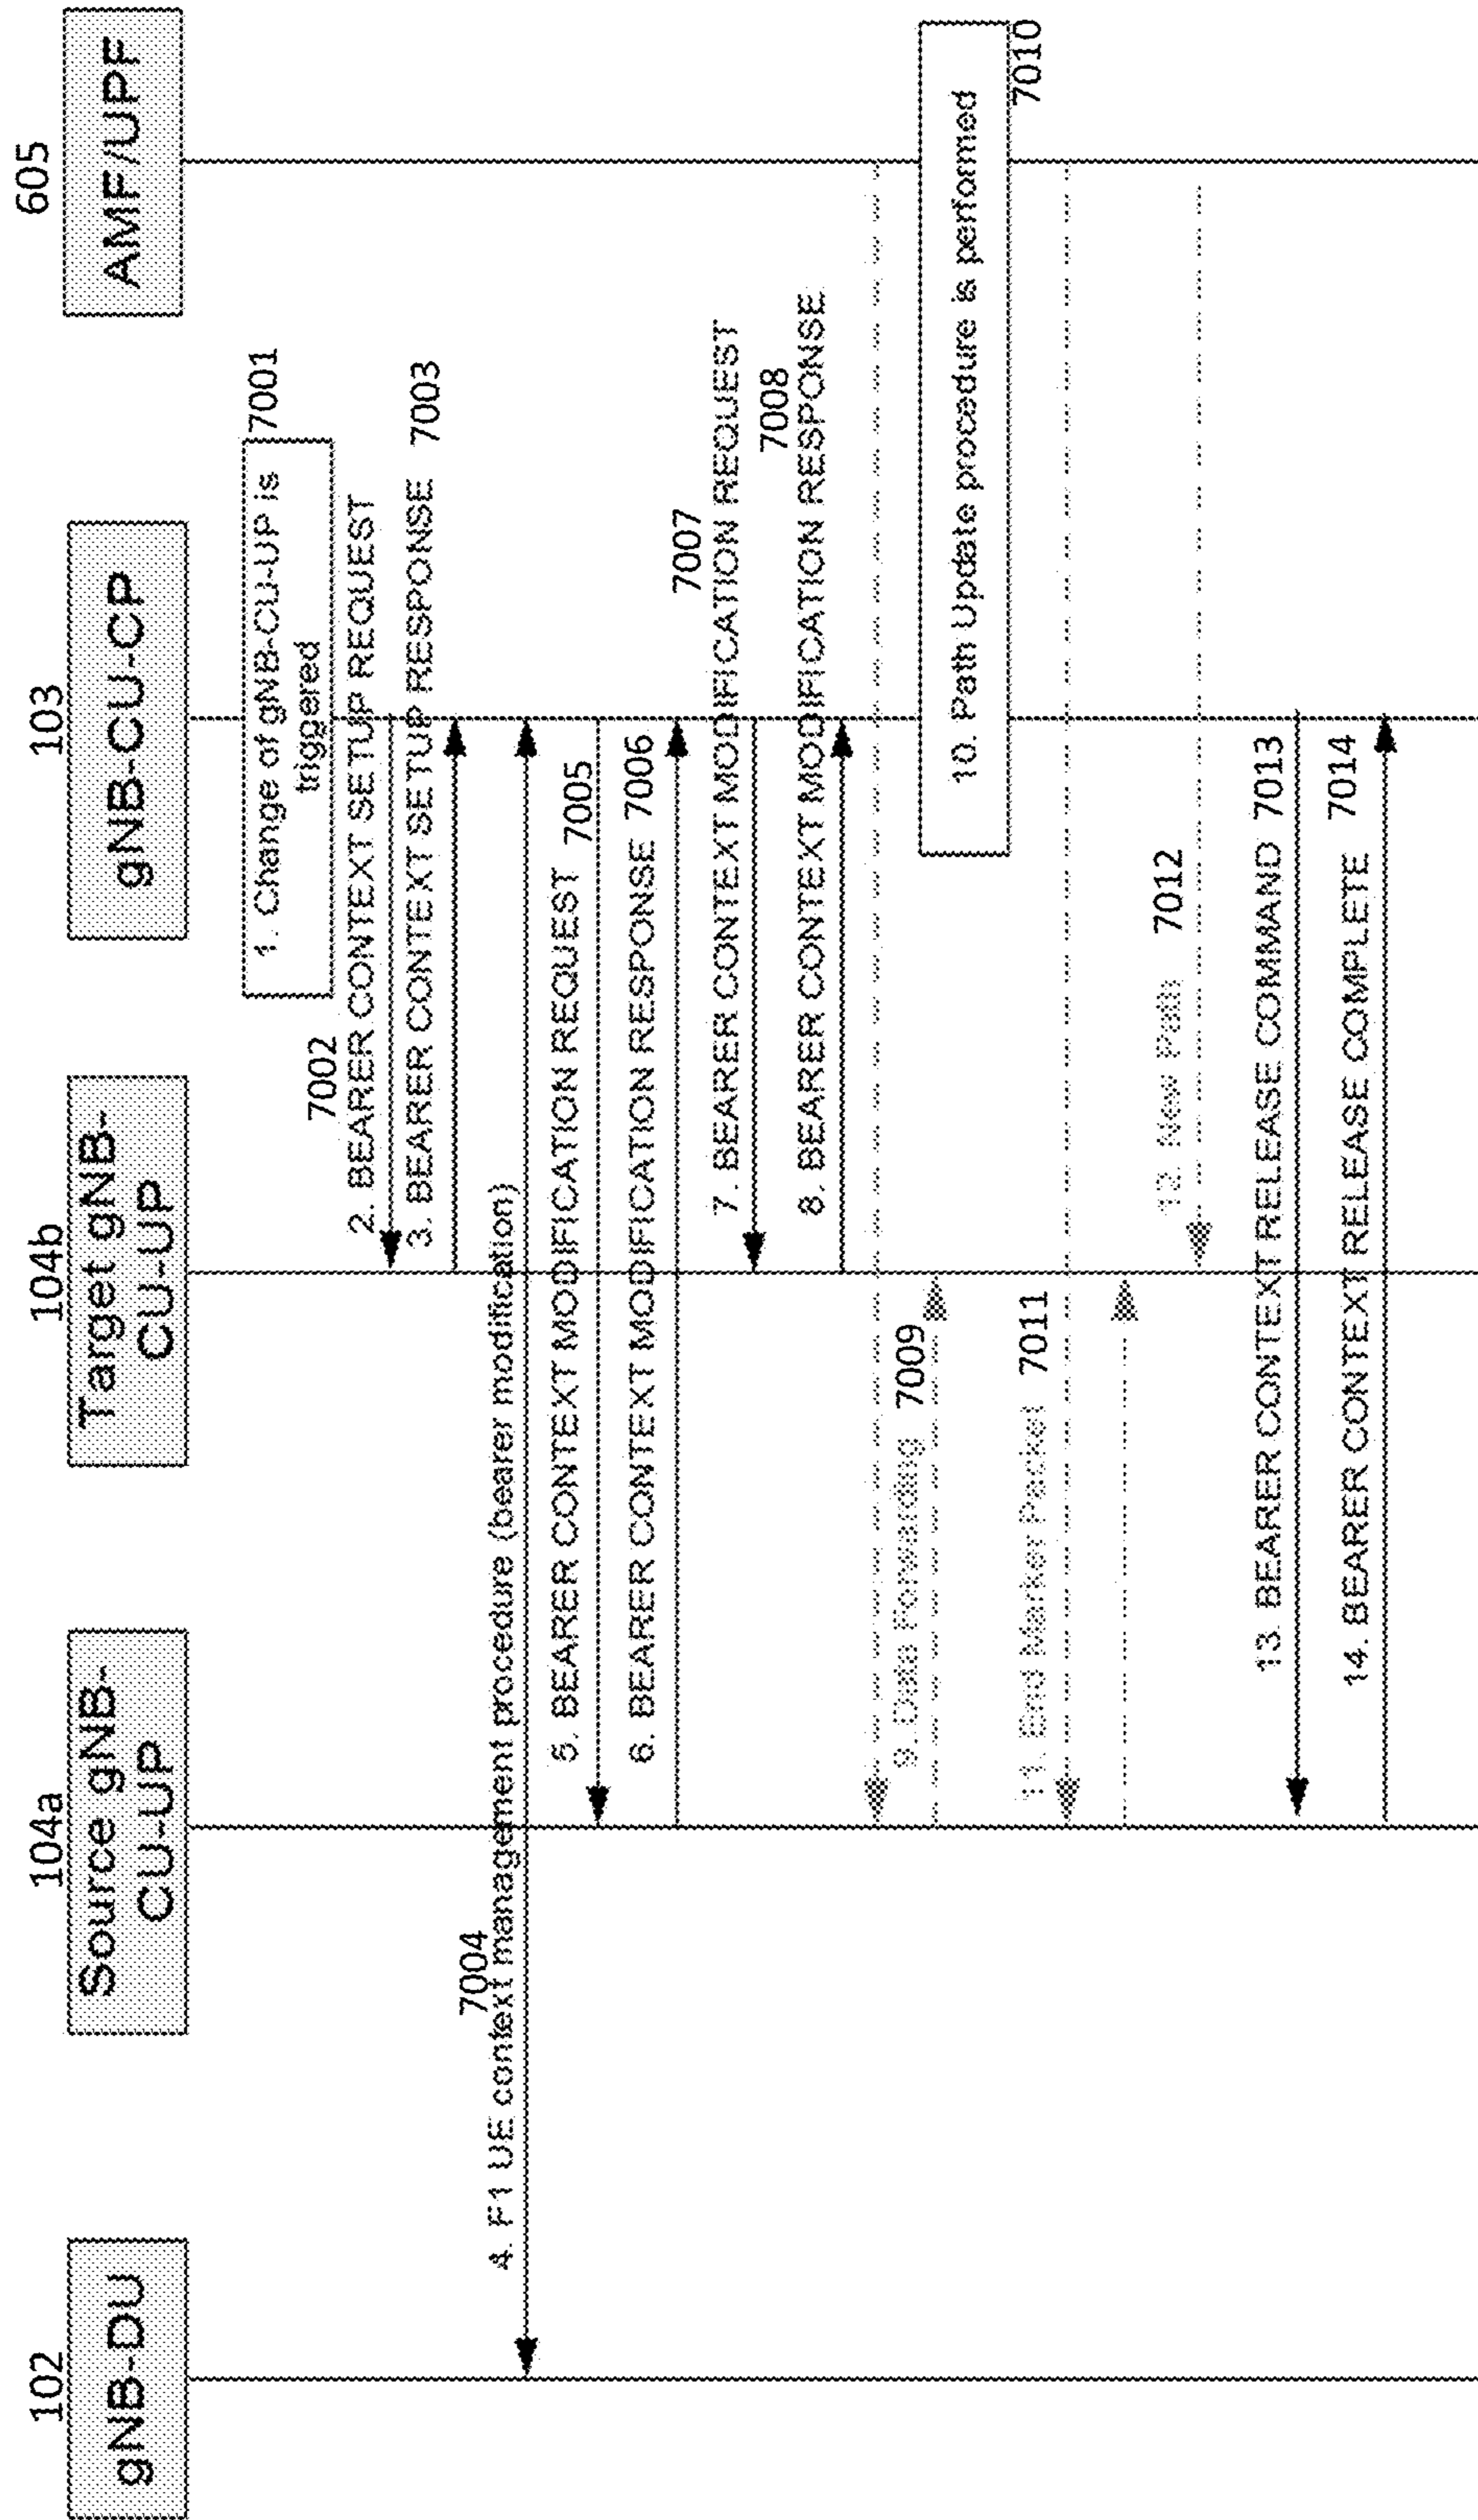 102
gNB-DU
104a
Source gNB-
CU-UP
104b
Target gNB-
CU-UP
103
gNB-CU-CP
605
AMF/UPF
1. Change of gNB-CU-UP is
triggered
7001
7002
2. BEARER CONTEXT SETUP REQUEST
3. BEARER CONTEXT SETUP RESPONSE 7003
7004
4. F1 UE context management procedure (bearer modification)
5. BEARER CONTEXT MODIFICATION REQUEST 7005
6. BEARER CONTEXT MODIFICATION RESPONSE 7006
7007
7. BEARER CONTEXT MODIFICATION REQUEST
7008
8. BEARER CONTEXT MODIFICATION RESPONSE
9. Data Forwarding 7009
10. Path Update procedure is performed
7010
11. End Marker Packet 7011
12. New Path 7012
13. BEARER CONTEXT RELEASE COMMAND 7013
14. BEARER CONTEXT RELEASE COMPLETE 7014